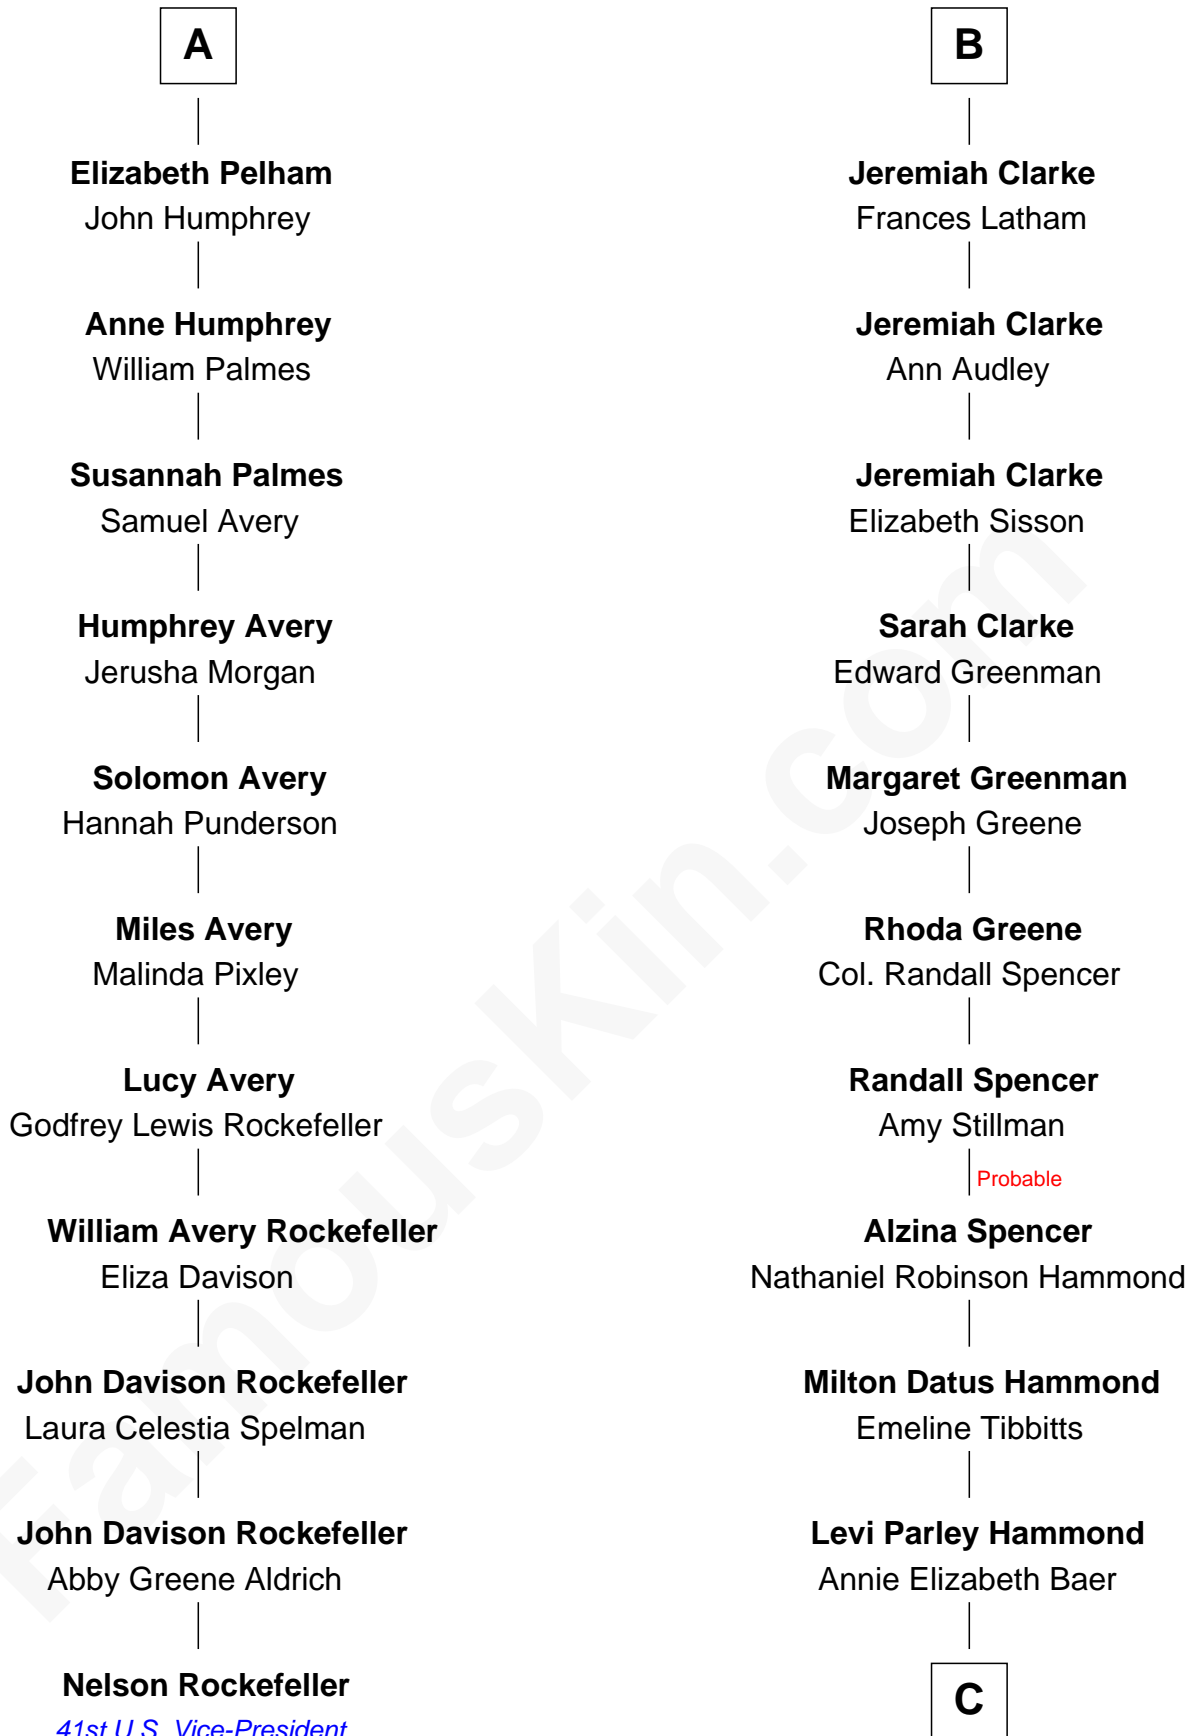 A
Elizabeth Pelham
John Humphrey
Anne Humphrey
William Palmes
Susannah Palmes
Samuel Avery
Humphrey Avery
Jerusha Morgan
Solomon Avery
Hannah Punderson
Miles Avery
Malinda Pixley
Lucy Avery
Godfrey Lewis Rockefeller
William Avery Rockefeller
Eliza Davison
John Davison Rockefeller
Laura Celestia Spelman
John Davison Rockefeller
Abby Greene Aldrich
Nelson Rockefeller
41st U.S. Vice-President
B
Jeremiah Clarke
Frances Latham
Jeremiah Clarke
Ann Audley
Jeremiah Clarke
Elizabeth Sisson
Sarah Clarke
Edward Greenman
Margaret Greenman
Joseph Greene
Rhoda Greene
Col. Randall Spencer
Randall Spencer
Amy Stillman
Probable
Alzina Spencer
Nathaniel Robinson Hammond
Milton Datus Hammond
Emeline Tibbitts
Levi Parley Hammond
Annie Elizabeth Baer
C
FamousKin.com